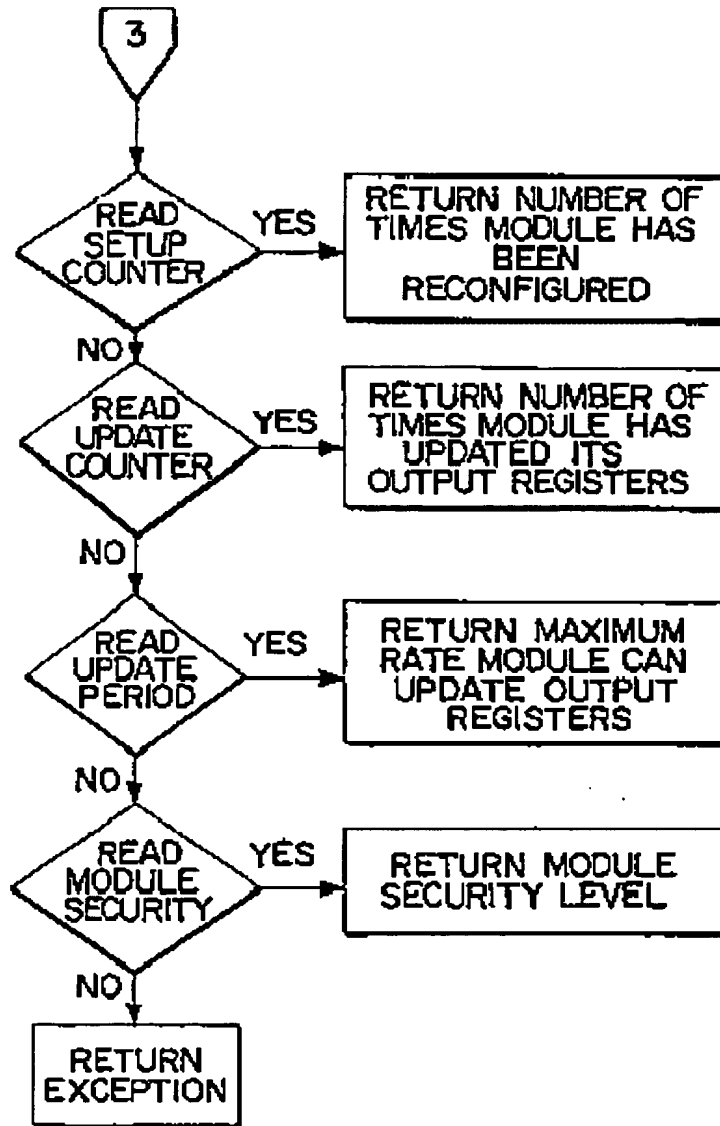 3
READ
SETUP
COUNTER
YES
RETURN NUMBER OF
TIMES MODULE HAS
BEEN
RECONFIGURED
NO
READ
UPDATE
COUNTER
YES
RETURN NUMBER OF
TIMES MODULE HAS
UPDATED ITS
OUTPUT REGISTERS
NO
READ
UPDATE
PERIOD
YES
RETURN MAXIMUM
RATE MODULE CAN
UPDATE OUTPUT
REGISTERS
NO
READ
MODULE
SECURITY
YES
RETURN MODULE
SECURITY LEVEL
NO
RETURN
EXCEPTION